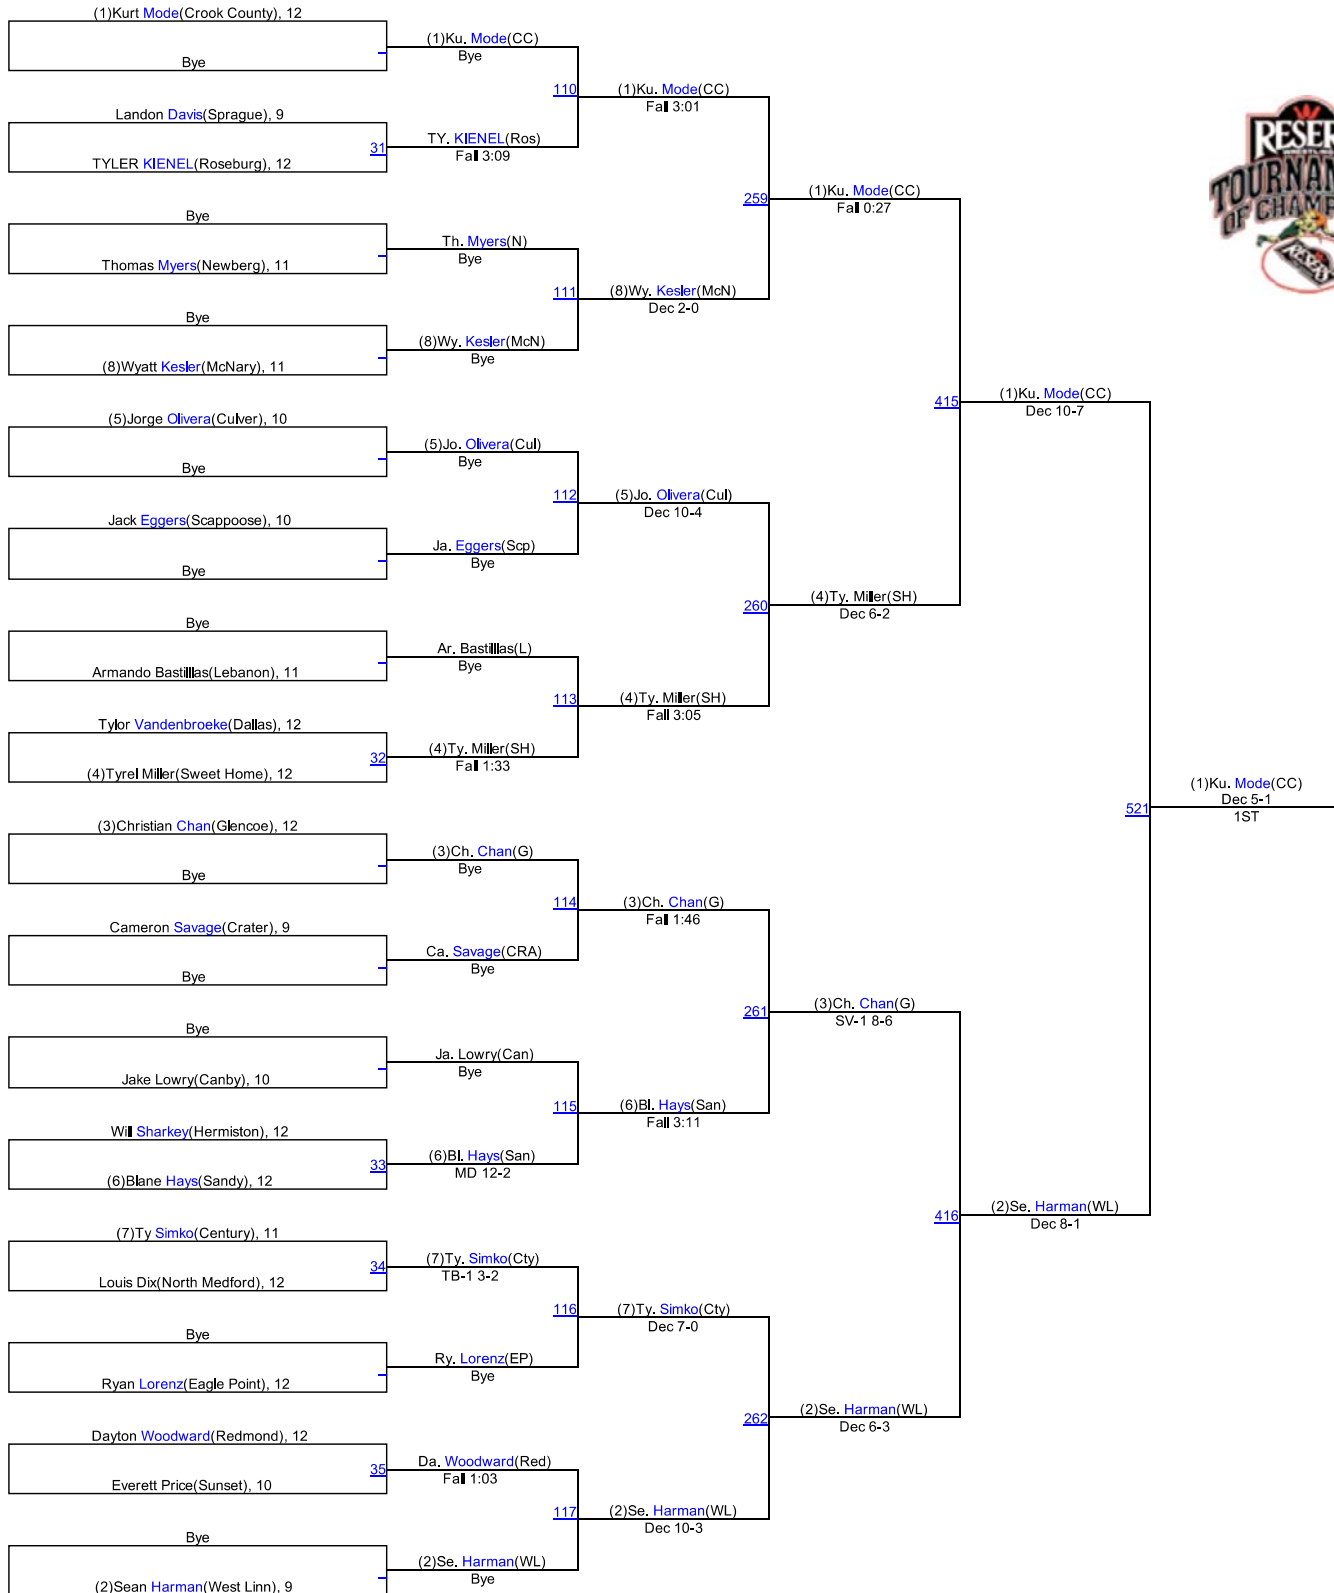 (1)Kurt Mode(Crook County), 12
Bye
Landon Davis(Sprague), 9
31
TYLER KIENEL(Roseburg), 12
Bye
Thomas Myers(Newberg), 11
Bye
(8)Wyatt Kesler(McNary), 11
(5)Jorge Olivera(Culver), 10
Bye
Jack Eggers(Scappoose), 10
Bye
Bye
Armando Bastillas(Lebanon), 11
Tylor Vandenbroeke(Dallas), 12
32
(4)Tyrel Miller(Sweet Home), 12
(3)Christian Chan(Glencoe), 12
Bye
Cameron Savage(Crater), 9
Bye
Bye
Jake Lowry(Canby), 10
Will Sharkey(Hermiston), 12
33
(6)Blane Hays(Sandy), 12
(7)Ty Simko(Century), 11
34
Louis Dix(North Medford), 12
Bye
Ryan Lorenz(Eagle Point), 12
Dayton Woodward(Redmond), 12
35
Everett Price(Sunset), 10
Bye
(2)Sean Harman(West Linn), 9
(1)Ku. Mode(CC)
Bye
110
TY. KIENEL(Ros)
Fall 3:09
Th. Myers(N)
Bye
111
(8)Wy. Kesler(McN)
Bye
(5)Jo. Olivera(Cul)
Bye
112
Ja. Eggers(Scp)
Bye
Ar. Bastillas(L)
Bye
113
(4)Ty. Miller(SH)
Fall 1:33
(3)Ch. Chan(G)
Bye
114
Ca. Savage(CRA)
Bye
Ja. Lowry(Can)
Bye
115
(6)Bl. Hays(San)
MD 12-2
(7)Ty. Simko(Cty)
TB-1 3-2
116
Ry. Lorenz(EP)
Bye
Da. Woodward(Red)
Fall 1:03
117
(2)Se. Harman(WL)
Bye
(1)Ku. Mode(CC)
Fall 3:01
259
(8)Wy. Kesler(McN)
Dec 2-0
(5)Jo. Olivera(Cul)
Dec 10-4
260
(4)Ty. Miller(SH)
Fall 3:05
(3)Ch. Chan(G)
Fall 1:46
261
(6)Bl. Hays(San)
Fall 3:11
(7)Ty. Simko(Cty)
Dec 7-0
262
(2)Se. Harman(WL)
Dec 10-3
(1)Ku. Mode(CC)
Fall 0:27
415
(4)Ty. Miller(SH)
Dec 6-2
(3)Ch. Chan(G)
SV-1 8-6
416
(2)Se. Harman(WL)
Dec 6-3
(1)Ku. Mode(CC)
Dec 10-7
521
(2)Se. Harman(WL)
Dec 8-1
(1)Ku. Mode(CC)
Dec 5-1
1ST
RESER
TOURNAM
OF CHAMP